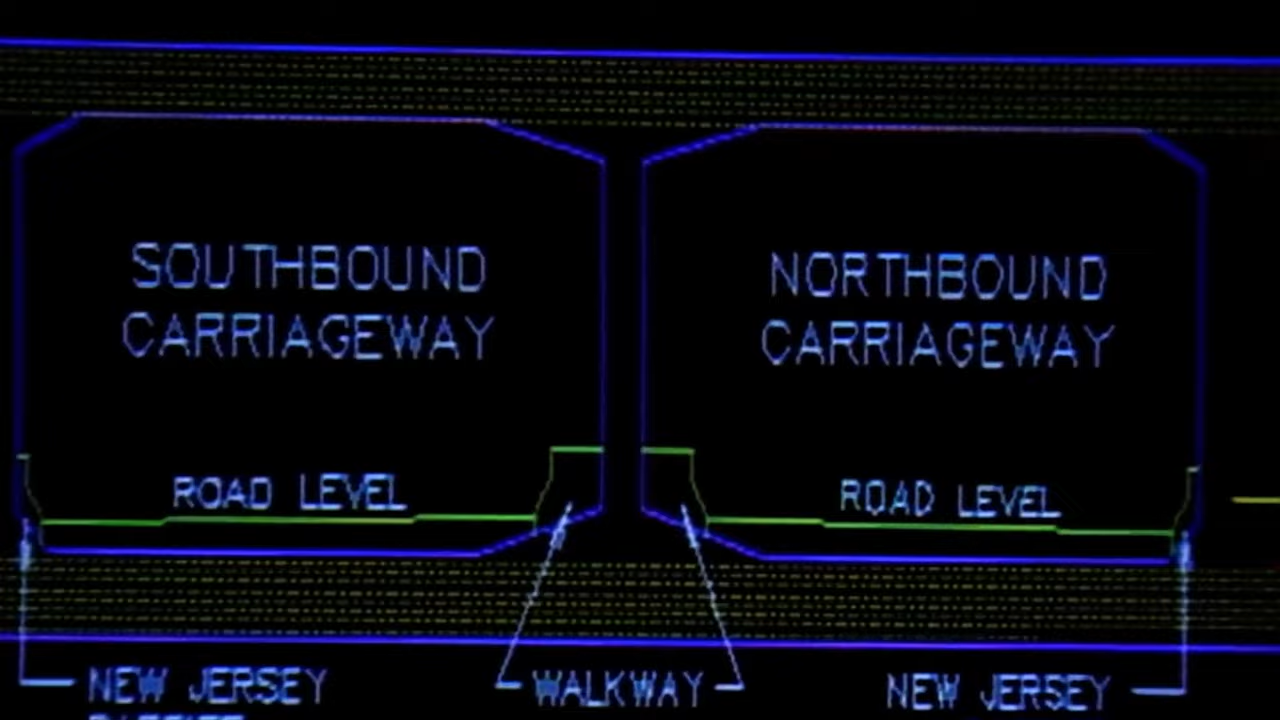 SOUTHBOUND
CARRIAGEWAY
NORTHBOUND
CARRIAGEWAY
ROAD LEVEL
ROAD LEVEL
NEW JERSEY
WALKWAY
NEW JERSEY